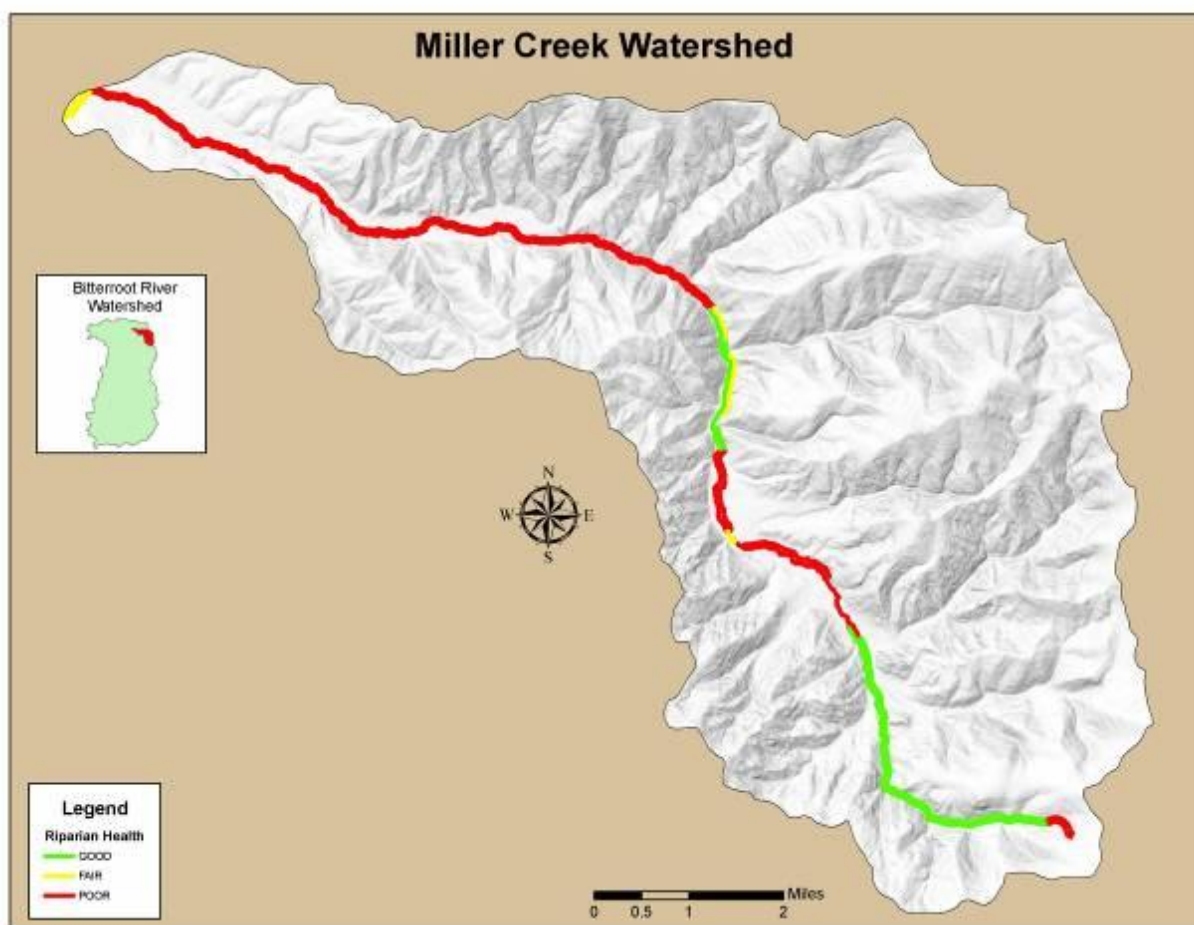 Miller Creek Watershed
Bitterroot River
Watershed
N
W E
S
Legend
Riparian Health
GOOD
FAIR
POOR
Miles
0 0.5 1 2